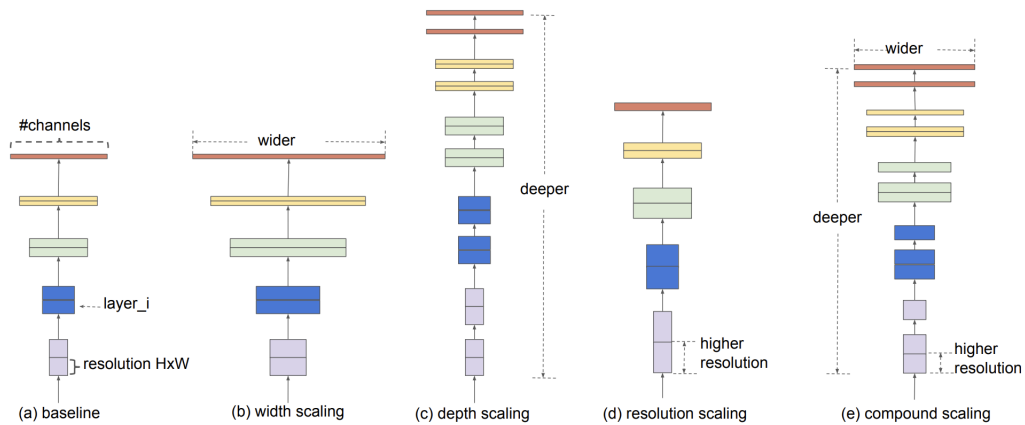 #channels
layer_i
resolution HxW
(a) baseline
wider
(b) width scaling
deeper
(c) depth scaling
higher
resolution
(d) resolution scaling
wider
deeper
higher
resolution
(e) compound scaling